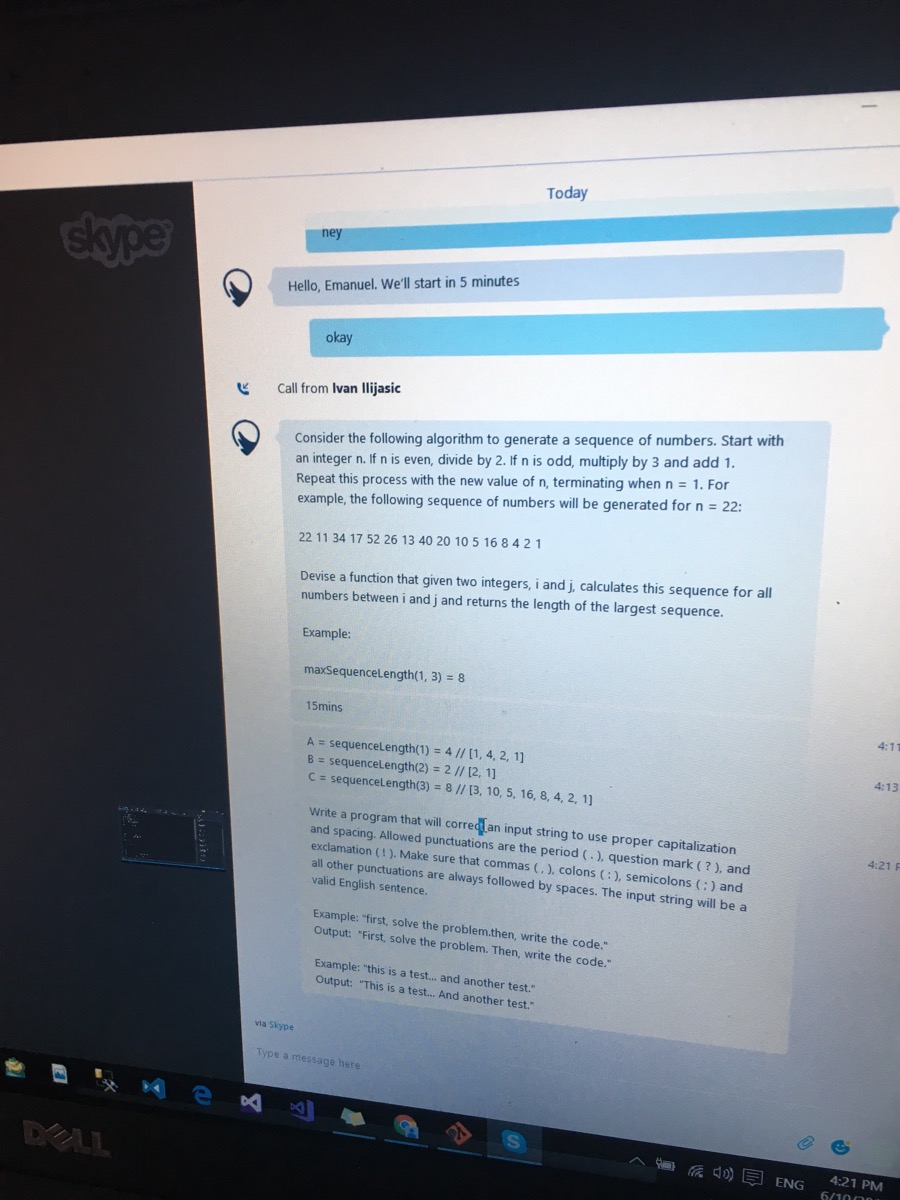 skype
Today
hey
Hello, Emanuel. We'll start in 5 minutes
okay
Call from Ivan Ilijasic
Consider the following algorithm to generate a sequence of numbers. Start with
an integer n. If n is even, divide by 2. If n is odd, multiply by 3 and add 1.
Repeat this process with the new value of n, terminating when n = 1. For
example, the following sequence of numbers will be generated for n = 22:
22 11 34 17 52 26 13 40 20 10 5 16 8 4 2 1
Devise a function that given two integers, i and j, calculates this sequence for all
numbers between i and j and returns the length of the largest sequence.
Example:
maxSequenceLength(1, 3) = 8
15mins
4:11
A = sequenceLength(1) = 4 // [1, 4, 2, 1]
B = sequenceLength(2) = 2 // [2, 1]
C = sequenceLength(3) = 8 // [3, 10, 5, 16, 8, 4, 2, 1]
4:13
Write a program that will correct an input string to use proper capitalization
and spacing. Allowed punctuations are the period ( . ), question mark ( ? ), and
exclamation ( ! ). Make sure that commas ( , ), colons ( : ), semicolons ( ; ) and
all other punctuations are always followed by spaces. The input string will be a
valid English sentence.
4:21 P
Example: "first, solve the problem.then, write the code."
Output: "First, solve the problem. Then, write the code."
Example: "this is a test... and another test."
Output: "This is a test... And another test."
via Skype
Type a message here
DELL
ENG
4:21 PM